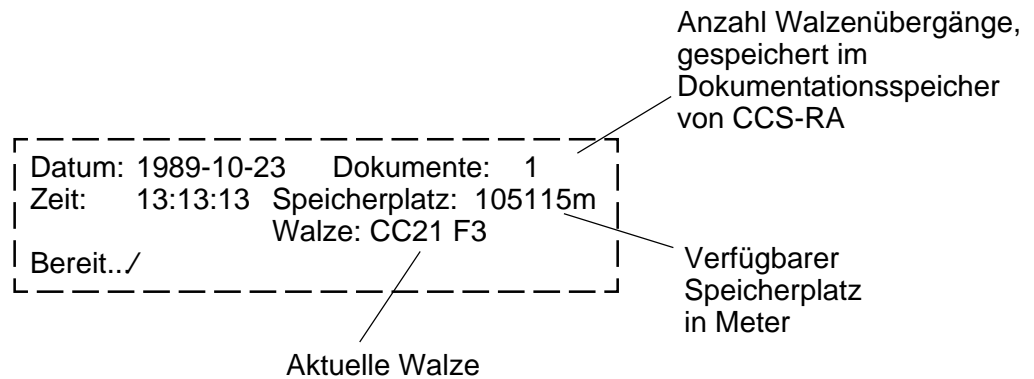 Anzahl Walzenübergänge,
gespeichert im
Dokumentationsspeicher
von CCS-RA
Datum: 1989-10-23 Dokumente: 1
Zeit: 13:13:13 Speicherplatz: 105115m
Walze: CC21 F3
Bereit.../
Verfügbarer
Speicherplatz
in Meter
Aktuelle Walze